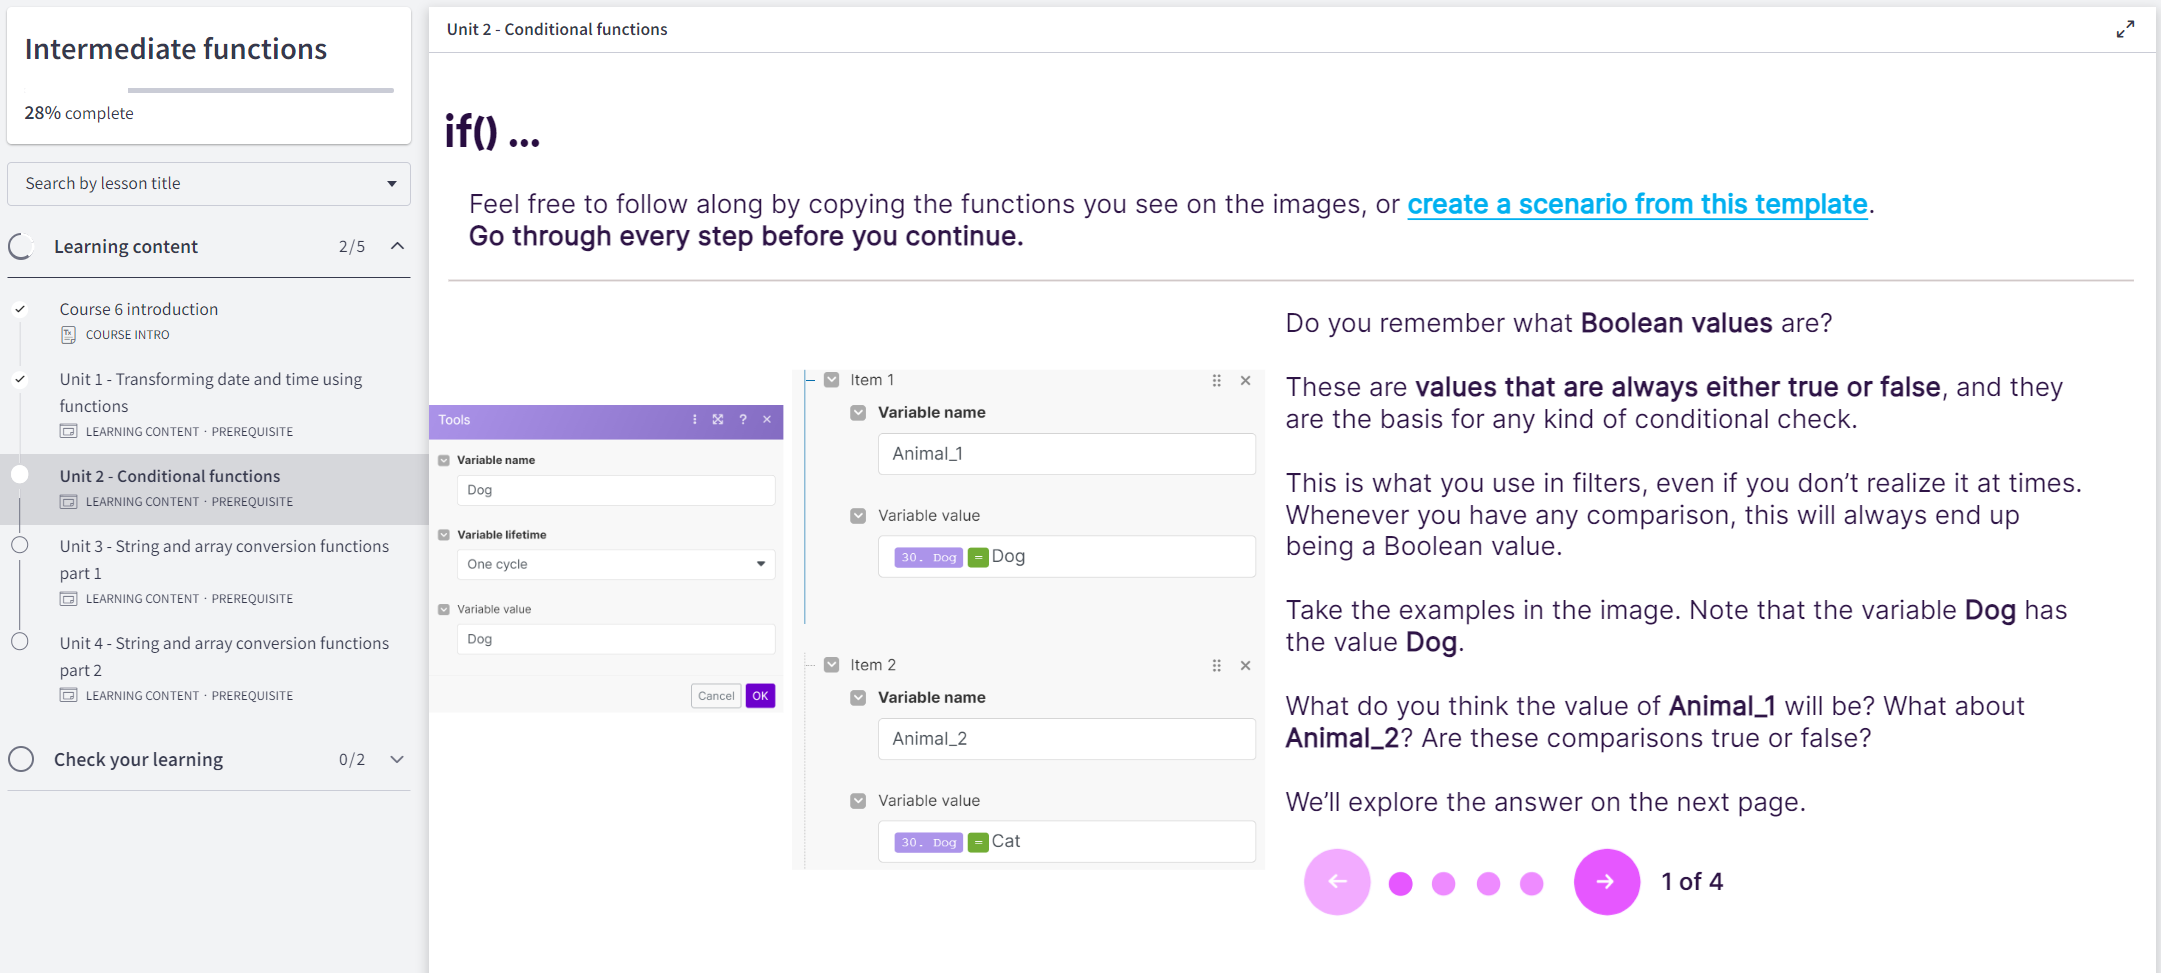 Intermediate functions
28% complete
Search by lesson title
Learning content 2/5
Course 6 introduction
COURSE INTRO
Unit 1 - Transforming date and time using
functions
LEARNING CONTENT · PREREQUISITE
Unit 2 - Conditional functions
LEARNING CONTENT · PREREQUISITE
Unit 3 - String and array conversion functions
part 1
LEARNING CONTENT · PREREQUISITE
Unit 4 - String and array conversion functions
part 2
LEARNING CONTENT · PREREQUISITE
Check your learning 0/2
Unit 2 - Conditional functions
if() ...
Feel free to follow along by copying the functions you see on the images, or create a scenario from this template.
Go through every step before you continue.
Tools
Variable name
Dog
Variable lifetime
One cycle
Variable value
Dog
Cancel OK
Item 1
Variable name
Animal_1
Variable value
30. Dog = Dog
Item 2
Variable name
Animal_2
Variable value
30. Dog = Cat
Do you remember what Boolean values are?
These are values that are always either true or false, and they
are the basis for any kind of conditional check.
This is what you use in filters, even if you don't realize it at times.
Whenever you have any comparison, this will always end up
being a Boolean value.
Take the examples in the image. Note that the variable Dog has
the value Dog.
What do you think the value of Animal_1 will be? What about
Animal_2? Are these comparisons true or false?
We'll explore the answer on the next page.
1 of 4